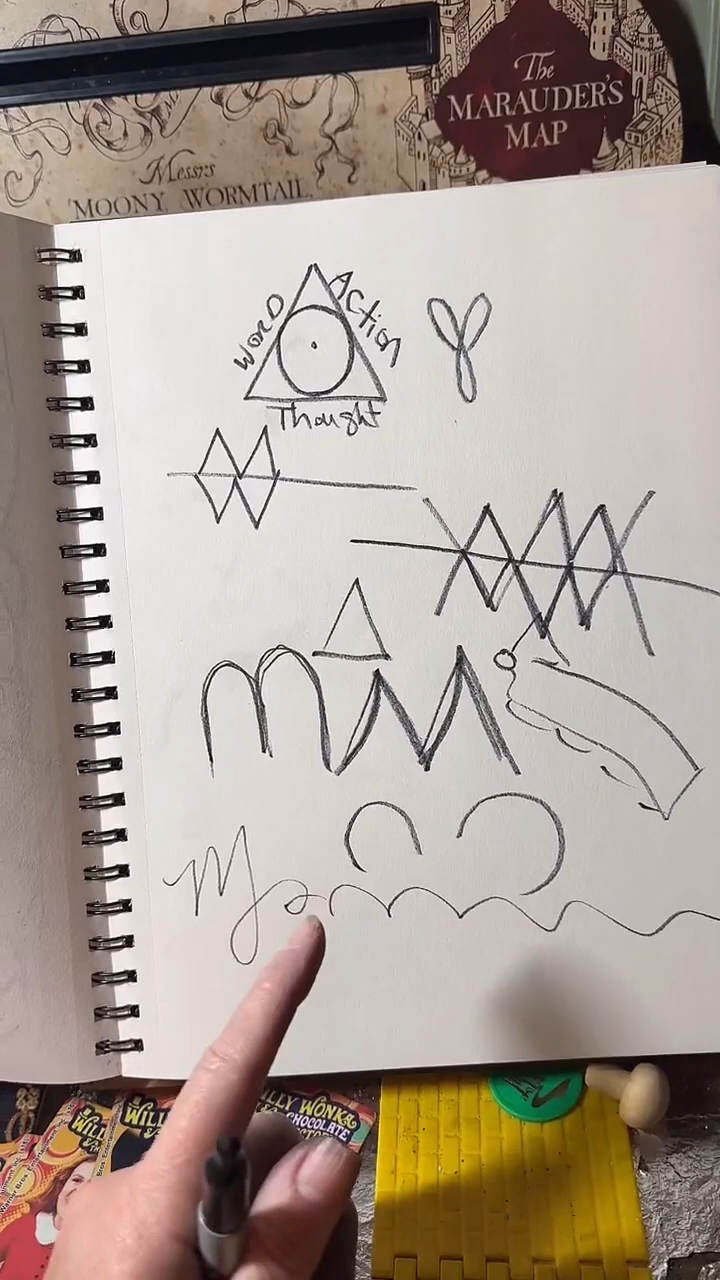 The
MARAUDER'S
MAP
Messrs
MOONY WORMTAIL
WORD
ACtion
Thought
WILLY WONKA
CHOCOLATE